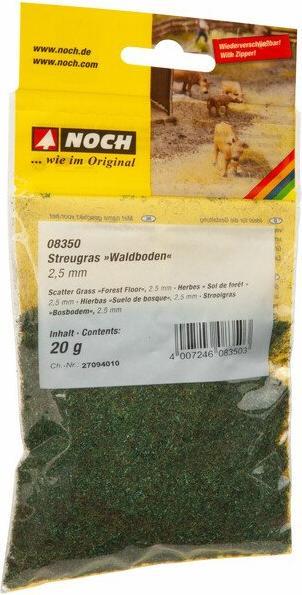 www.noch.de
www.noch.com
Wiederverschließbar!
With Zipper!
NOCH
... wie im Original
08350
Streugras »Waldboden«
2,5 mm
Scatter Grass »Forest Floor«, 2,5 mm · Herbes » Sol de forêt »
2,5 mm · Hierbas »Suelo de bosque«, 2,5 mm · Strooigras
»Bosbodem«, 2,5 mm
Inhalt · Contents:
20 g
Ch.-Nr.: 27094010
4 007246 083503